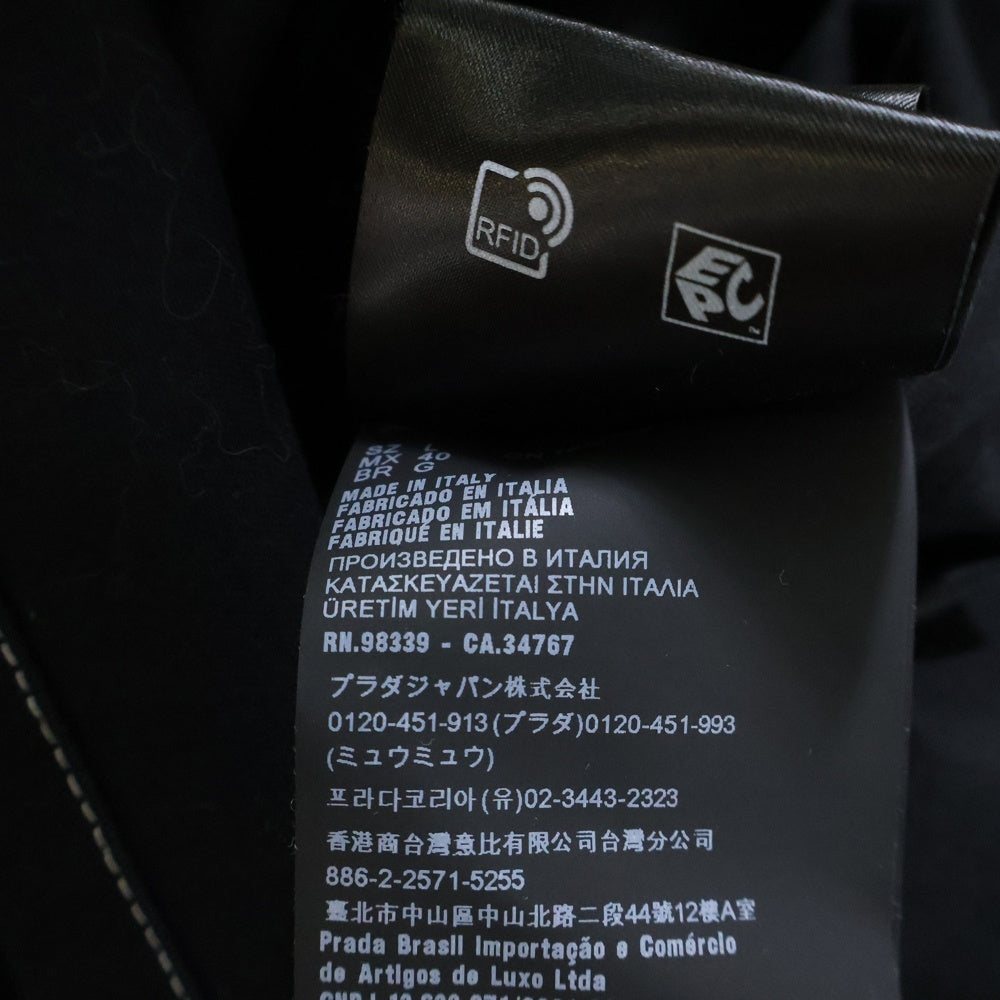 RFID
EPC
SZ L
MX 40
BR G
MADE IN ITALY
FABRICADO EN ITALIA
FABRICADO EM ITÁLIA
FABRIQUÉ EN ITALIE
ПРОИЗВЕДЕНО В ИТАЛИЯ
ΚΑΤΑΣΚΕΥΑΖΕΤΑΙ ΣΤΗΝ ΙΤΑΛΙΑ
ÜRETİM YERİ İTALYA
RN.98339 - CA.34767
プラダジャパン株式会社
0120-451-913(プラダ)0120-451-993
(ミュウミュウ)
프라다코리아(유)02-3443-2323
香港商台灣意比有限公司台灣分公司
886-2-2571-5255
臺北市中山區中山北路二段44號12樓A室
Prada Brasil Importação e Comércio
de Artigos de Luxo Ltda